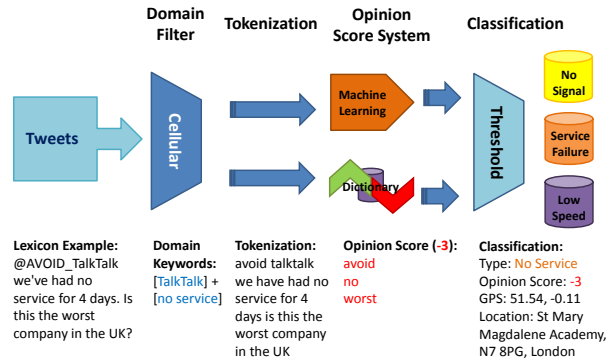 Domain
Filter
Tokenization
Opinion
Score System
Classification
Tweets
Cellular
Machine
Learning
Dictionary
Threshold
No
Signal
Service
Failure
Low
Speed
Lexicon Example:
@AVOID_TalkTalk
we've had no
service for 4 days. Is
this the worst
company in the UK?
Domain
Keywords:
[TalkTalk] +
[no service]
Tokenization:
avoid talktalk
we have had no
service for 4
days is this the
worst company
in the UK
Opinion Score (-3):
avoid
no
worst
Classification:
Type: No Service
Opinion Score: -3
GPS: 51.54, -0.11
Location: St Mary
Magdalene Academy,
N7 8PG, London